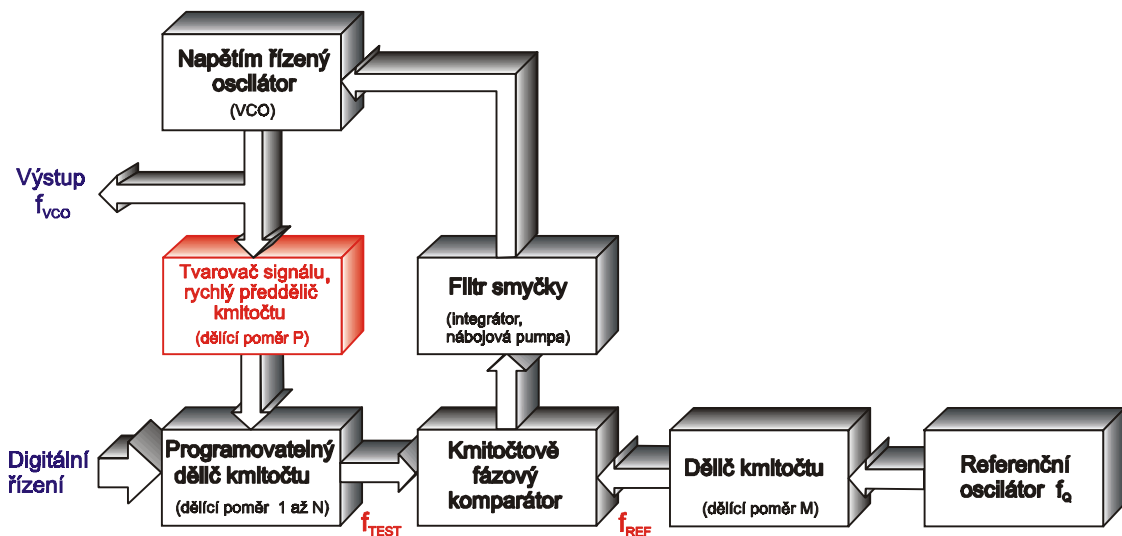 Napětím řízený
oscilátor
(VCO)
Výstup
fVCO
Tvarovač signálu,
rychlý předdělič
kmitočtu
(dělící poměr P)
Filtr smyčky
(integrátor,
nábojová pumpa)
Digitální
řízení
Programovatelný
dělič kmitočtu
(dělící poměr 1 až N)
fTEST
Kmitočtově
fázový
komparátor
fREF
Dělič kmitočtu
(dělící poměr M)
Referenční
oscilátor fQ